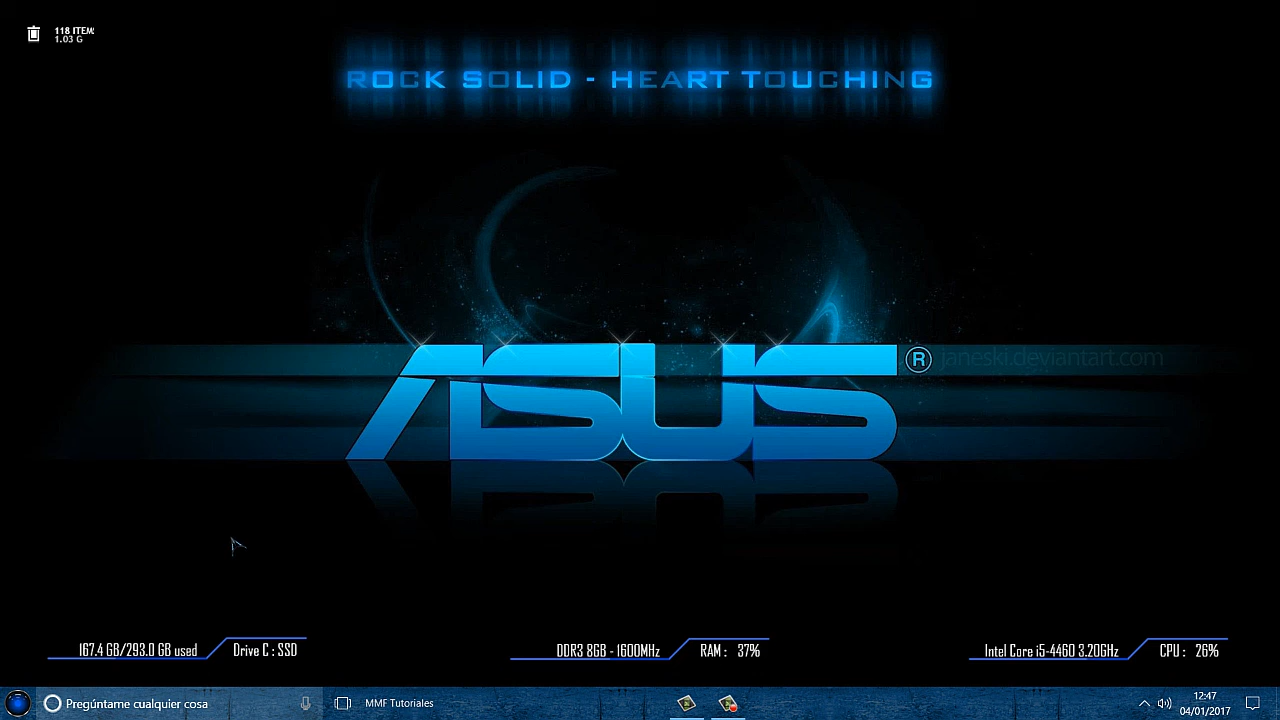 118 ITEM
1.03 G
ROCK SOLID - HEART TOUCHING
ASUS ®
janeski.deviantart.com
167.4 GB/293.0 GB used
Drive C : SSD
DDR3 8GB - 1600MHz
RAM : 37%
Intel Core i5-4460 3.20GHz
CPU : 26%
Pregúntame cualquier cosa
MMF Tutoriales
12:47
04/01/2017